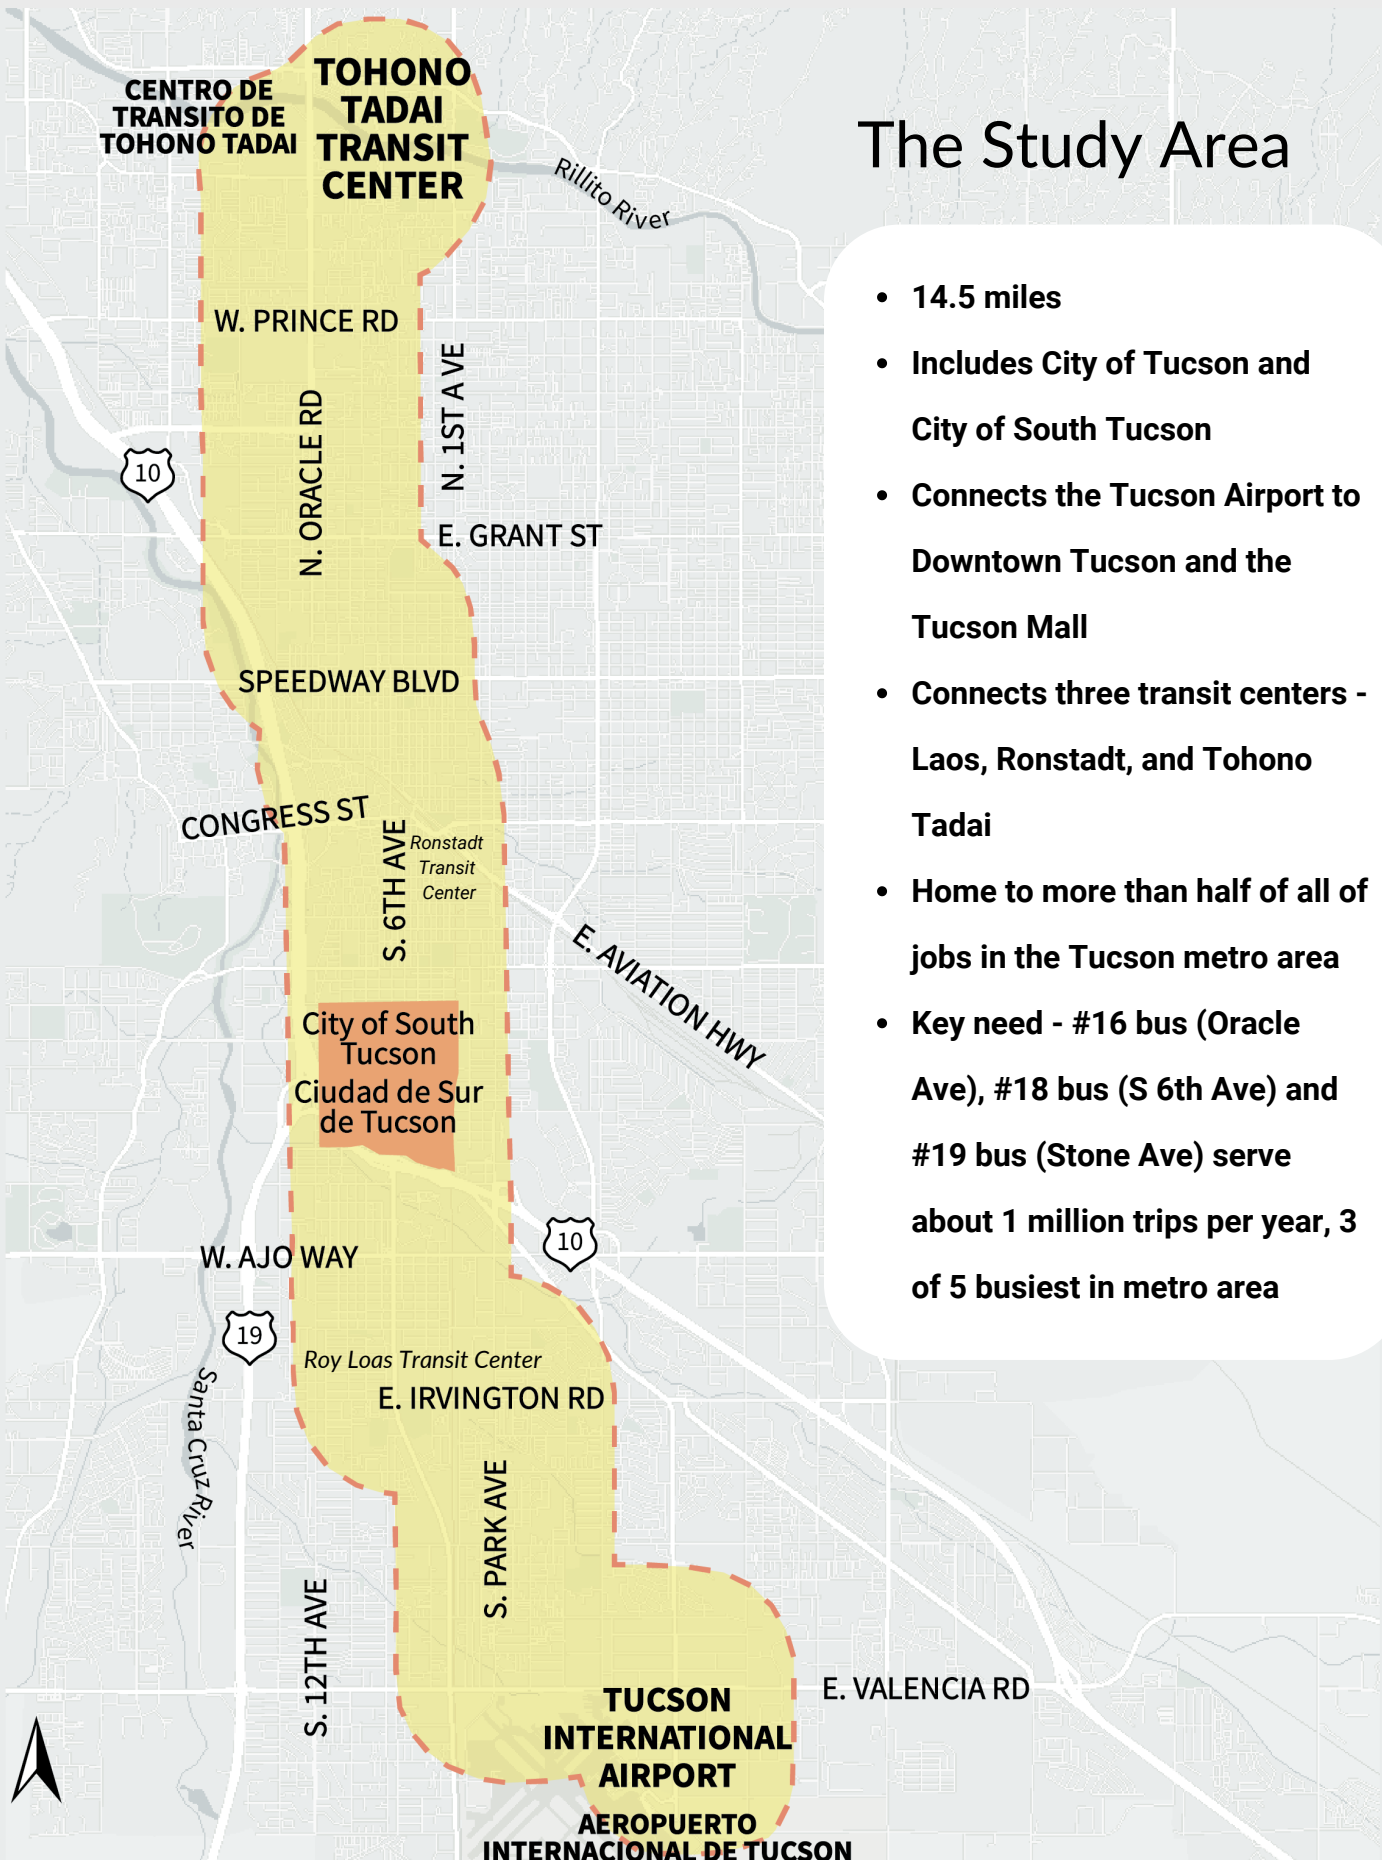 CENTRO DE
TRANSITO DE
TOHONO TADAI
TOHONO
TADAI
TRANSIT
CENTER
Rillito River
W. PRINCE RD
N. ORACLE RD
N. 1ST A VE
10
E. GRANT ST
SPEEDWAY BLVD
CONGRESS ST
S. 6TH AVE
Ronstadt
Transit
Center
E. AVIATION HWY
City of South
Tucson
Ciudad de Sur
de Tucson
10
W. AJO WAY
19
Roy Loas Transit Center
E. IRVINGTON RD
Santa Cruz River
S. PARK AVE
S. 12TH AVE
E. VALENCIA RD
TUCSON
INTERNATIONAL
AIRPORT
AEROPUERTO
INTERNACIONAL DE TUCSON
The Study Area
• 14.5 miles
• Includes City of Tucson and
City of South Tucson
• Connects the Tucson Airport to
Downtown Tucson and the
Tucson Mall
• Connects three transit centers -
Laos, Ronstadt, and Tohono
Tadai
• Home to more than half of all of
jobs in the Tucson metro area
• Key need - #16 bus (Oracle
Ave), #18 bus (S 6th Ave) and
#19 bus (Stone Ave) serve
about 1 million trips per year, 3
of 5 busiest in metro area